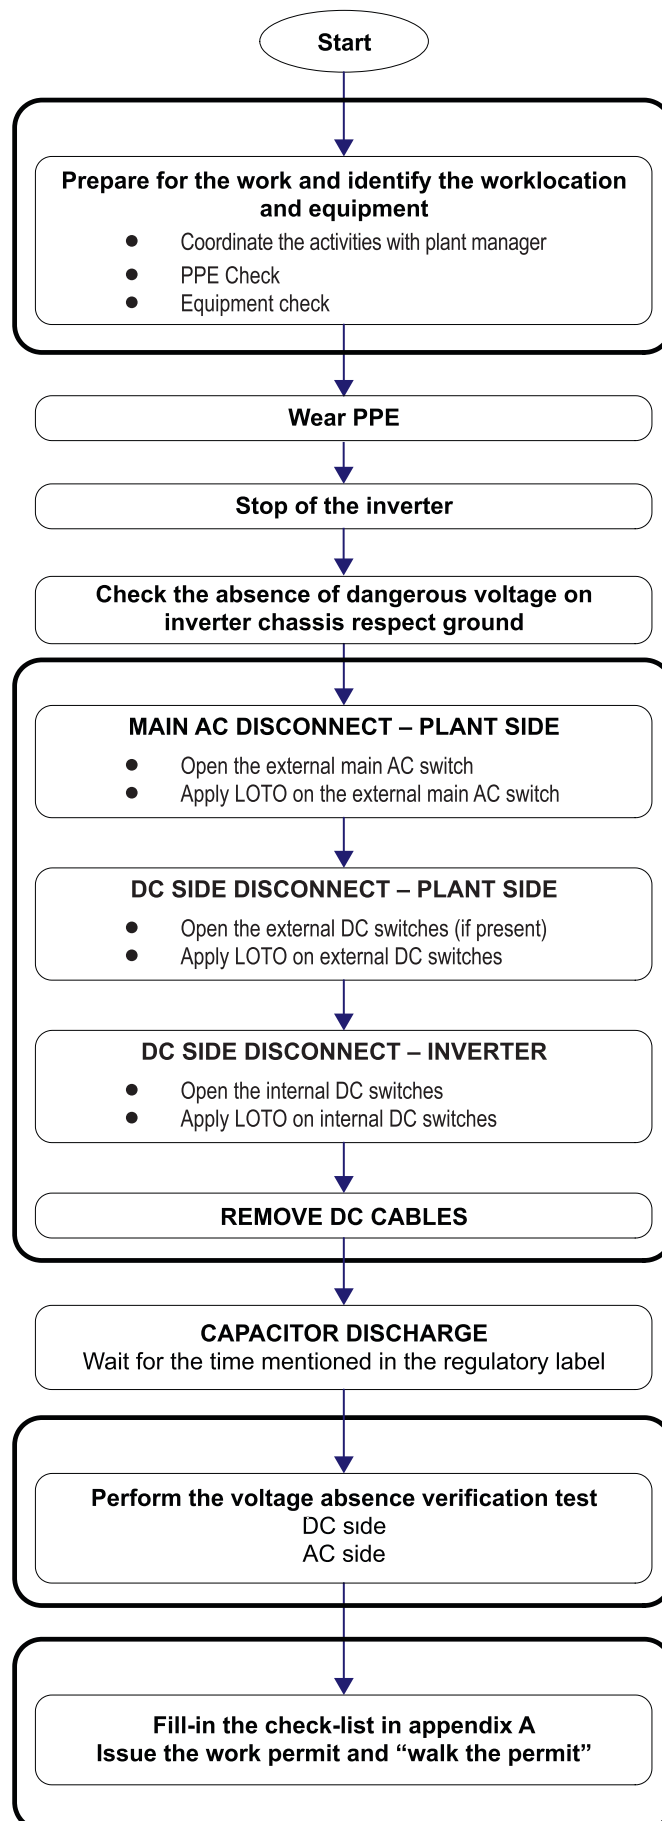 Start
Prepare for the work and identify the worklocation
and equipment
● Coordinate the activities with plant manager
● PPE Check
● Equipment check
Wear PPE
Stop of the inverter
Check the absence of dangerous voltage on
inverter chassis respect ground
MAIN AC DISCONNECT – PLANT SIDE
● Open the external main AC switch
● Apply LOTO on the external main AC switch
DC SIDE DISCONNECT – PLANT SIDE
● Open the external DC switches (if present)
● Apply LOTO on external DC switches
DC SIDE DISCONNECT – INVERTER
● Open the internal DC switches
● Apply LOTO on internal DC switches
REMOVE DC CABLES
CAPACITOR DISCHARGE
Wait for the time mentioned in the regulatory label
Perform the voltage absence verification test
DC side
AC side
Fill-in the check-list in appendix A
Issue the work permit and “walk the permit”